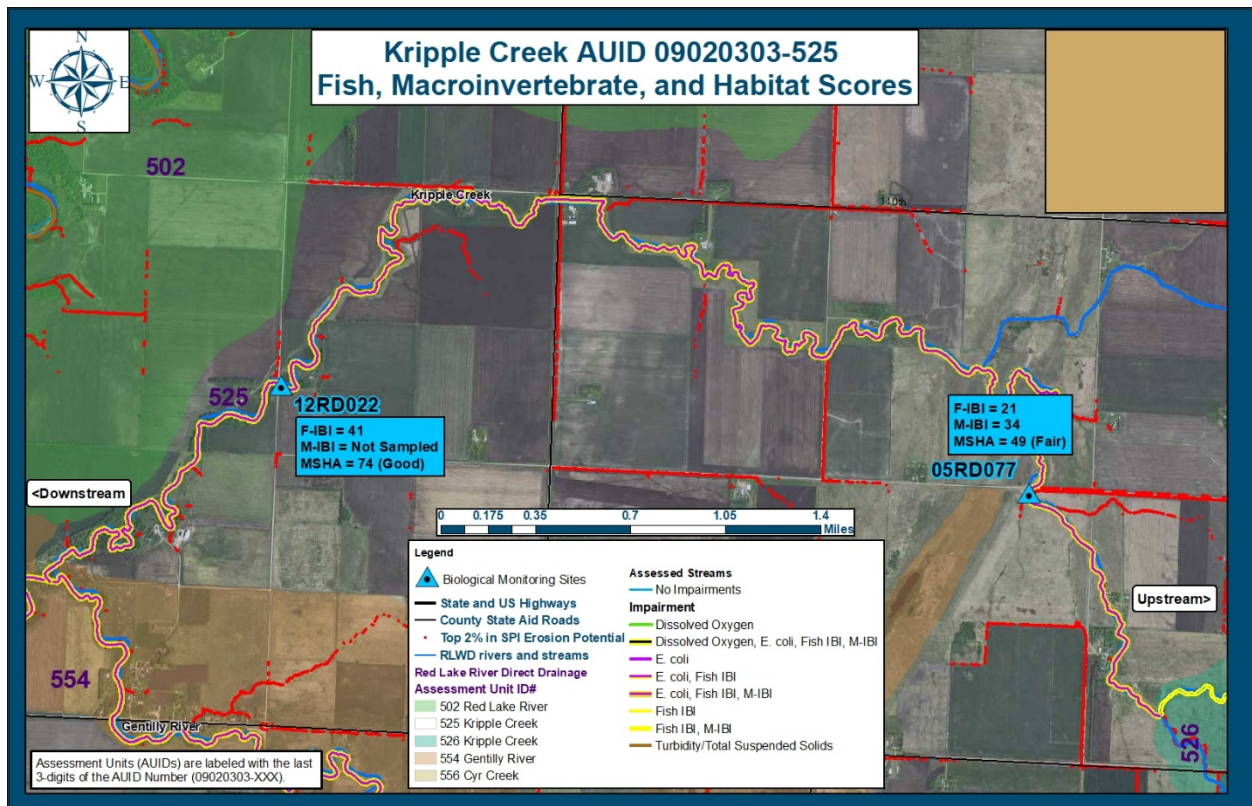 Kripple Creek AUID 09020303-525
Fish, Macroinvertebrate, and Habitat Scores
N
W
E
S
502
Kripple Creek
110th
525
12RD022
F-IBI = 41
M-IBI = Not Sampled
MSHA = 74 (Good)
F-IBI = 21
M-IBI = 34
MSHA = 49 (Fair)
05RD077
<Downstream
Upstream>
0 0.175 0.35 0.7 1.05 1.4
Miles
554
Gentilly River
526
Assessment Units (AUIDs) are labeled with the last
3-digits of the AUID Number (09020303-XXX).
Legend
Biological Monitoring Sites
State and US Highways
County State Aid Roads
Top 2% in SPI Erosion Potential
RLWD rivers and streams
Red Lake River Direct Drainage
Assessment Unit ID#
502 Red Lake River
525 Kripple Creek
526 Kripple Creek
554 Gentilly River
556 Cyr Creek
Assessed Streams
No Impairments
Impairment
Dissolved Oxygen
Dissolved Oxygen, E. coli, Fish IBI, M-IBI
E. coli
E. coli, Fish IBI
E. coli, Fish IBI, M-IBI
Fish IBI
Fish IBI, M-IBI
Turbidity/Total Suspended Solids